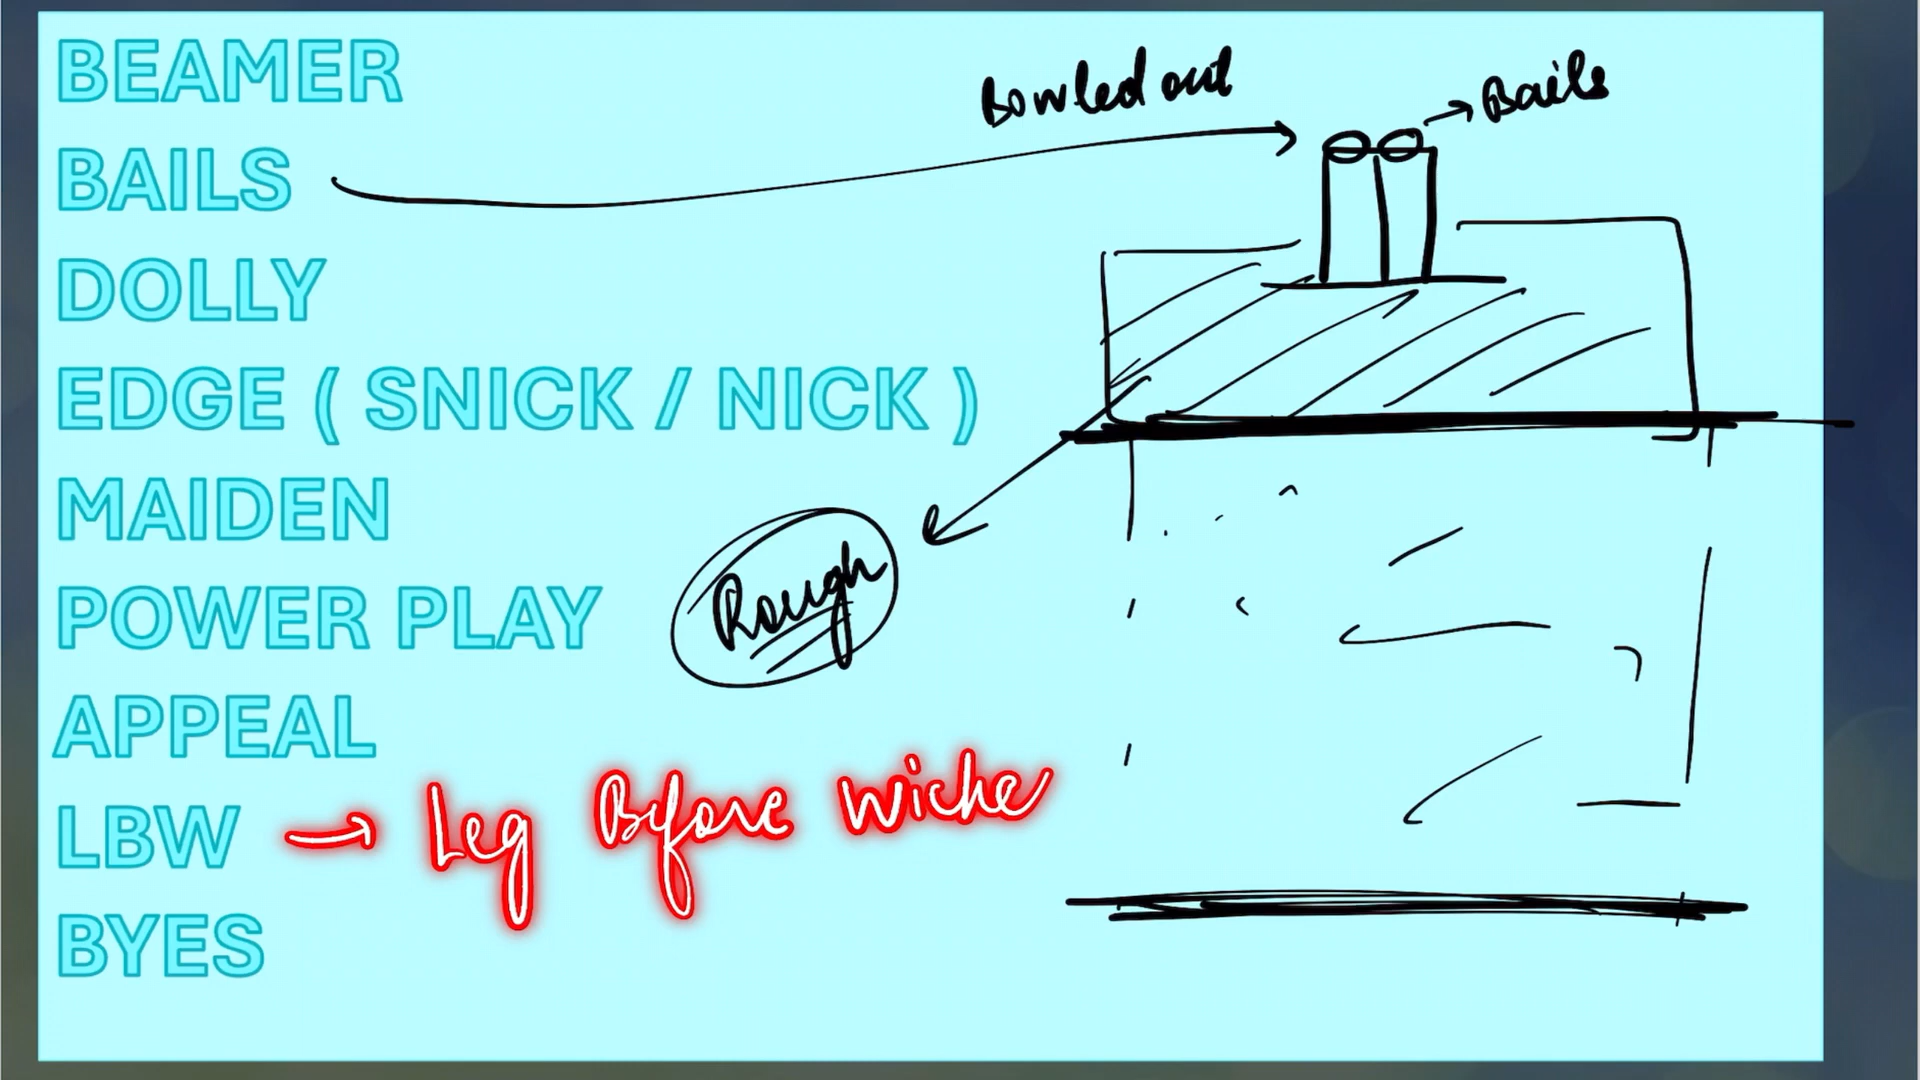 BEAMER
Bowled out
Bails
BAILS
DOLLY
EDGE ( SNICK / NICK )
MAIDEN
Rough
POWER PLAY
APPEAL
LBW → Leg Before Wicke
BYES